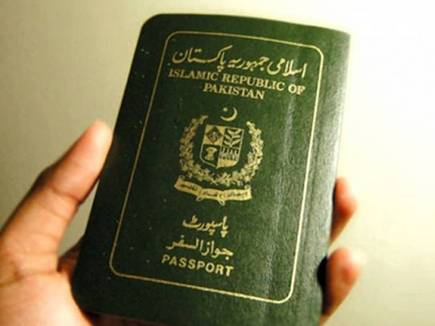 اسلامی جمہوریہ پاکستان
ISLAMIC REPUBLIC OF
PAKISTAN
پاسپورٹ
جواز السفر
PASSPORT